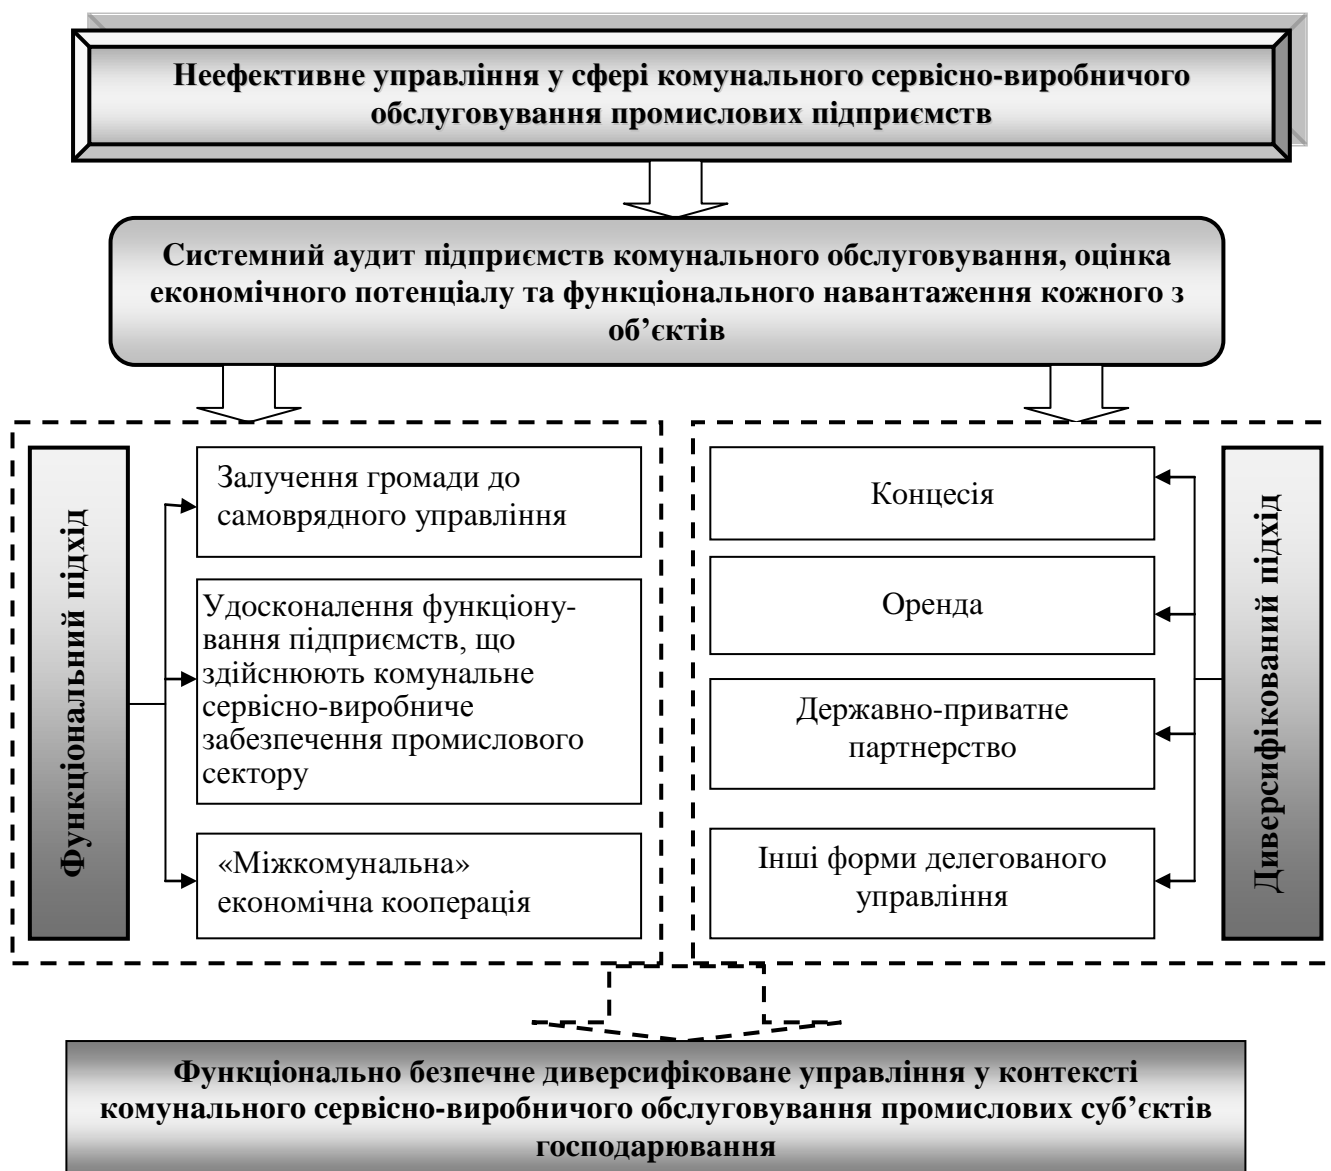 Неефективне управління у сфері комунального сервісно-виробничого
обслуговування промислових підприємств
Системний аудит підприємств комунального обслуговування, оцінка
економічного потенціалу та функціонального навантаження кожного з
об’єктів
Функціональний підхід
Залучення громади до
самоврядного управління
Удосконалення функціону-
вання підприємств, що
здійснюють комунальне
сервісно-виробниче
забезпечення промислового
сектору
«Міжкомунальна»
економічна кооперація
Концесія
Оренда
Державно-приватне
партнерство
Інші форми делегованого
управління
Диверсифікований підхід
Функціонально безпечне диверсифіковане управління у контексті
комунального сервісно-виробничого обслуговування промислових суб’єктів
господарювання